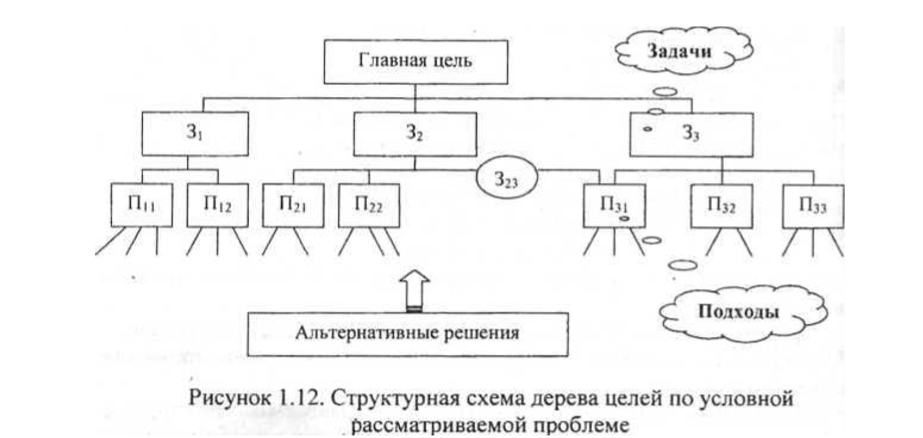 Главная цель
Задачи
З₁
З₂
З₃
З₂₃
П₁₁
П₁₂
П₂₁
П₂₂
П₃₁
П₃₂
П₃₃
Подходы
Альтернативные решения
Рисунок 1.12. Структурная схема дерева целей по условной
рассматриваемой проблеме